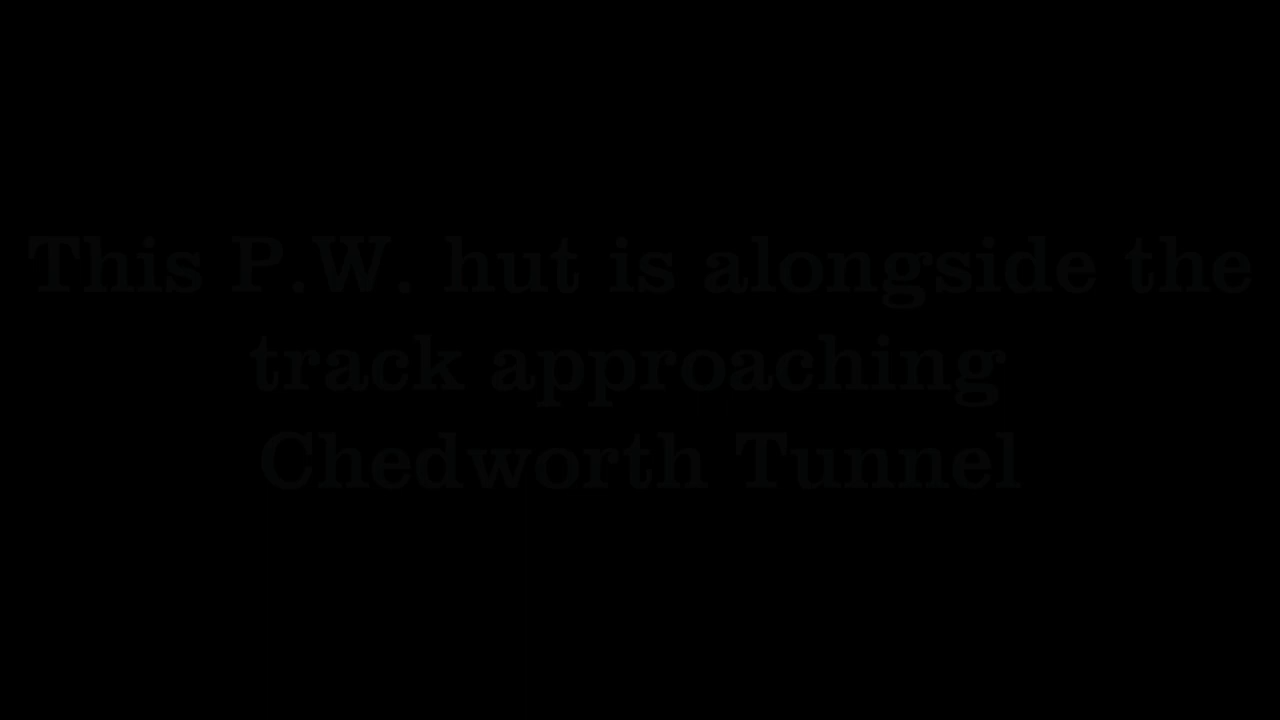 This P.W. hut is alongside the
track approaching
Chedworth Tunnel